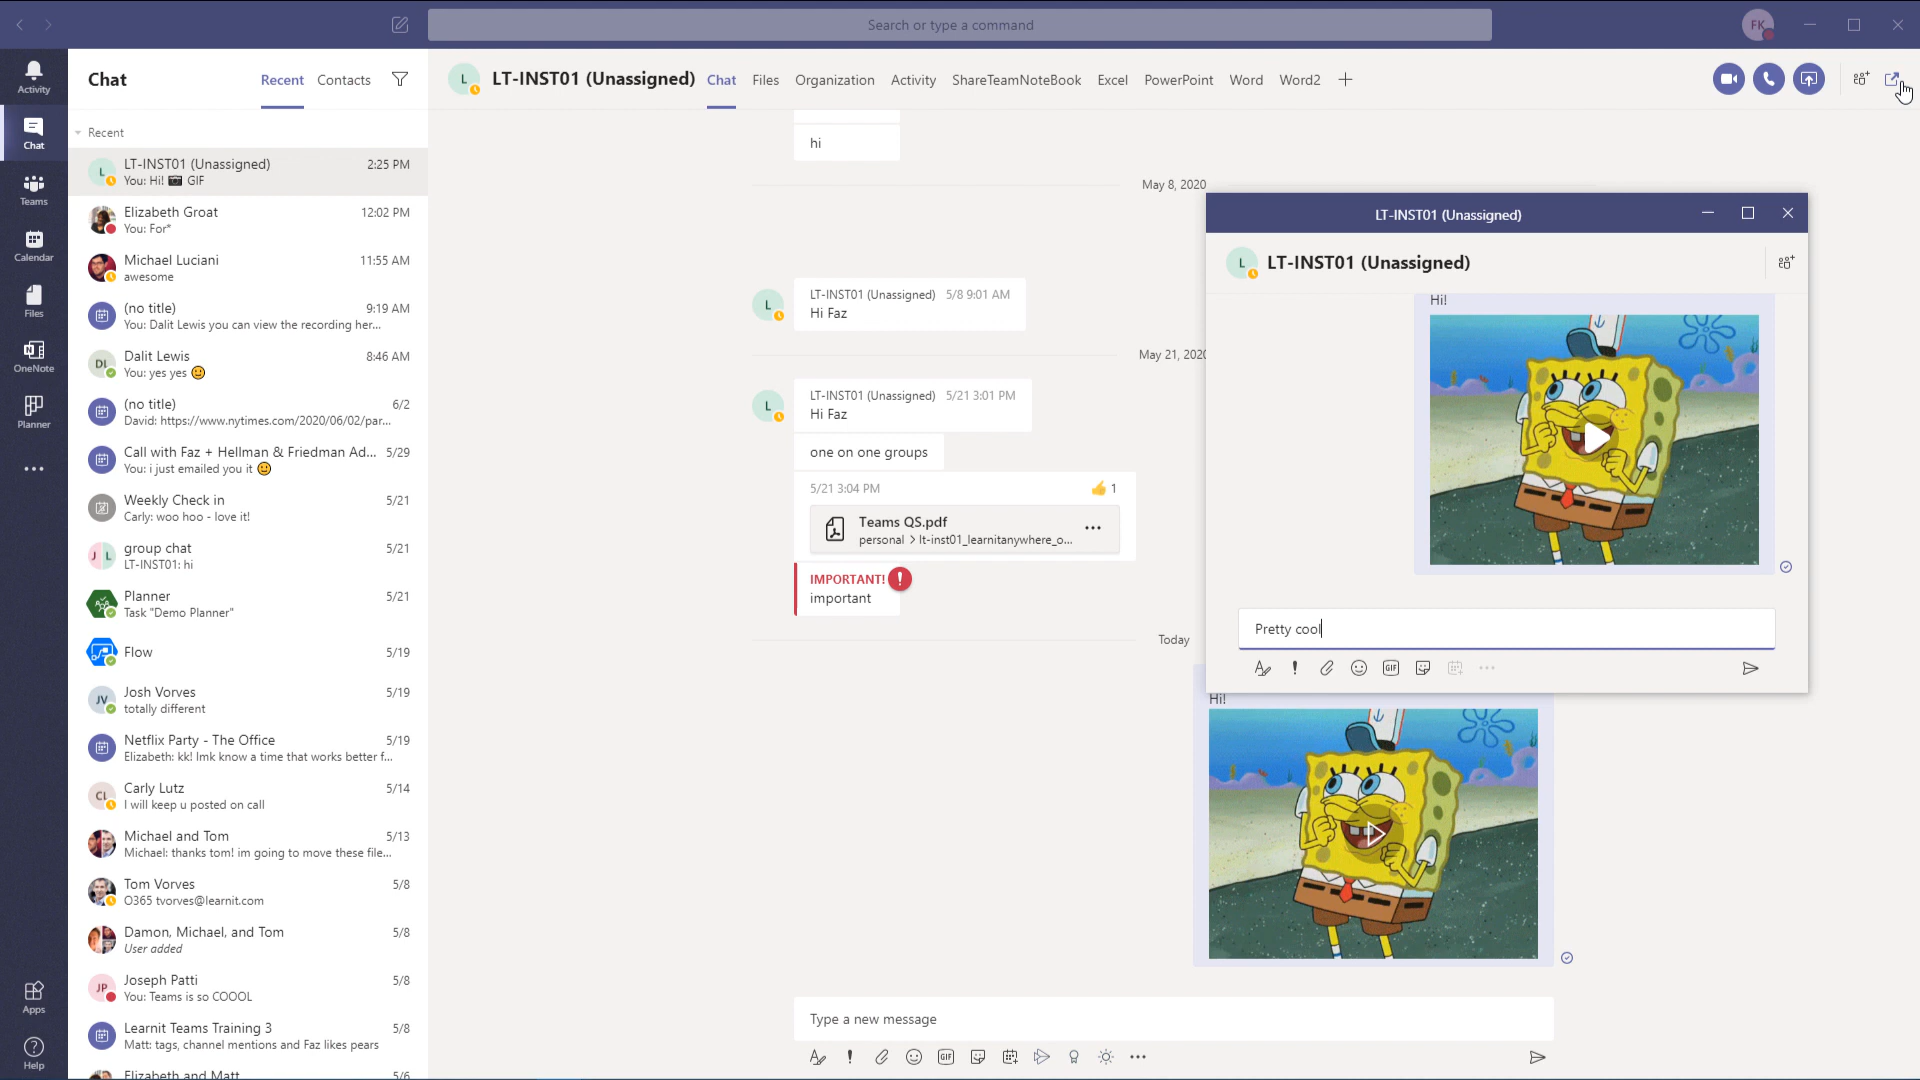 Search or type a command
FK
Activity
Chat
Teams
Calendar
Files
OneNote
Planner
Apps
Help
Chat
Recent
Contacts
Recent
LT-INST01 (Unassigned) 2:25 PM
You: Hi! 📷 GIF
Elizabeth Groat 12:02 PM
You: For*
Michael Luciani 11:55 AM
awesome
(no title) 9:19 AM
You: Dalit Lewis you can view the recording her...
DL
Dalit Lewis 8:46 AM
You: yes yes 🙂
(no title) 6/2
David: https://www.nytimes.com/2020/06/02/par...
Call with Faz + Hellman & Friedman Ad... 5/29
You: i just emailed you it 🙂
Weekly Check in 5/21
Carly: woo hoo - love it!
J L
group chat 5/21
LT-INST01: hi
Planner 5/21
Task "Demo Planner"
Flow 5/19
JV
Josh Vorves 5/19
totally different
Netflix Party - The Office 5/19
Elizabeth: kk! lmk know a time that works better f...
CL
Carly Lutz 5/14
I will keep u posted on call
Michael and Tom 5/13
Michael: thanks tom! im going to move these file...
Tom Vorves 5/8
O365 tvorves@learnit.com
Damon, Michael, and Tom 5/8
User added
JP
Joseph Patti 5/8
You: Teams is so COOOL
Learnit Teams Training 3 5/8
Matt: tags, channel mentions and Faz likes pears
Elizabeth and Matt 5/6
L
LT-INST01 (Unassigned)
Chat Files Organization Activity ShareTeamNoteBook Excel PowerPoint Word Word2
hi
May 8, 2020
L
LT-INST01 (Unassigned) 5/8 9:01 AM
Hi Faz
May 21, 2020
L
LT-INST01 (Unassigned) 5/21 3:01 PM
Hi Faz
one on one groups
5/21 3:04 PM 👍 1
Teams QS.pdf
personal > lt-inst01_learnitanywhere_o...
IMPORTANT!
important
Today
Hi!
Type a new message
GIF
LT-INST01 (Unassigned)
L
LT-INST01 (Unassigned)
Hi!
Pretty cool
GIF